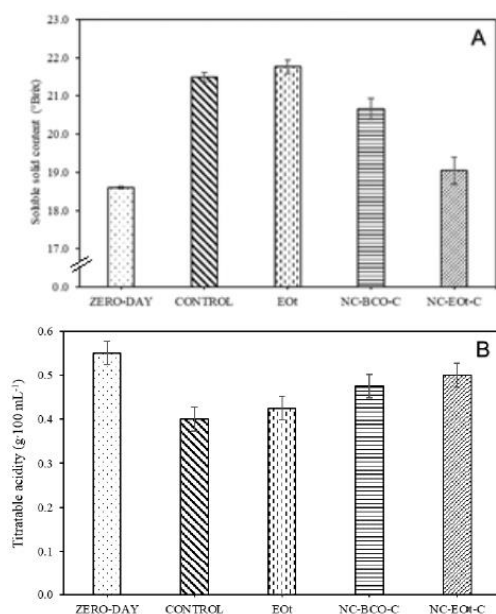 A
Soluble solid content (°Brix)
23.0
22.0
21.0
20.0
19.0
18.0
17.0
0.0
ZERO-DAY CONTROL EOt NC-BCO-C NC-EOt-C
B
Titratable acidity (g·100 mL⁻¹)
0.6
0.5
0.4
0.3
0.2
0.1
0.0
ZERO-DAY CONTROL EOt NC-BCO-C NC-EOt-C